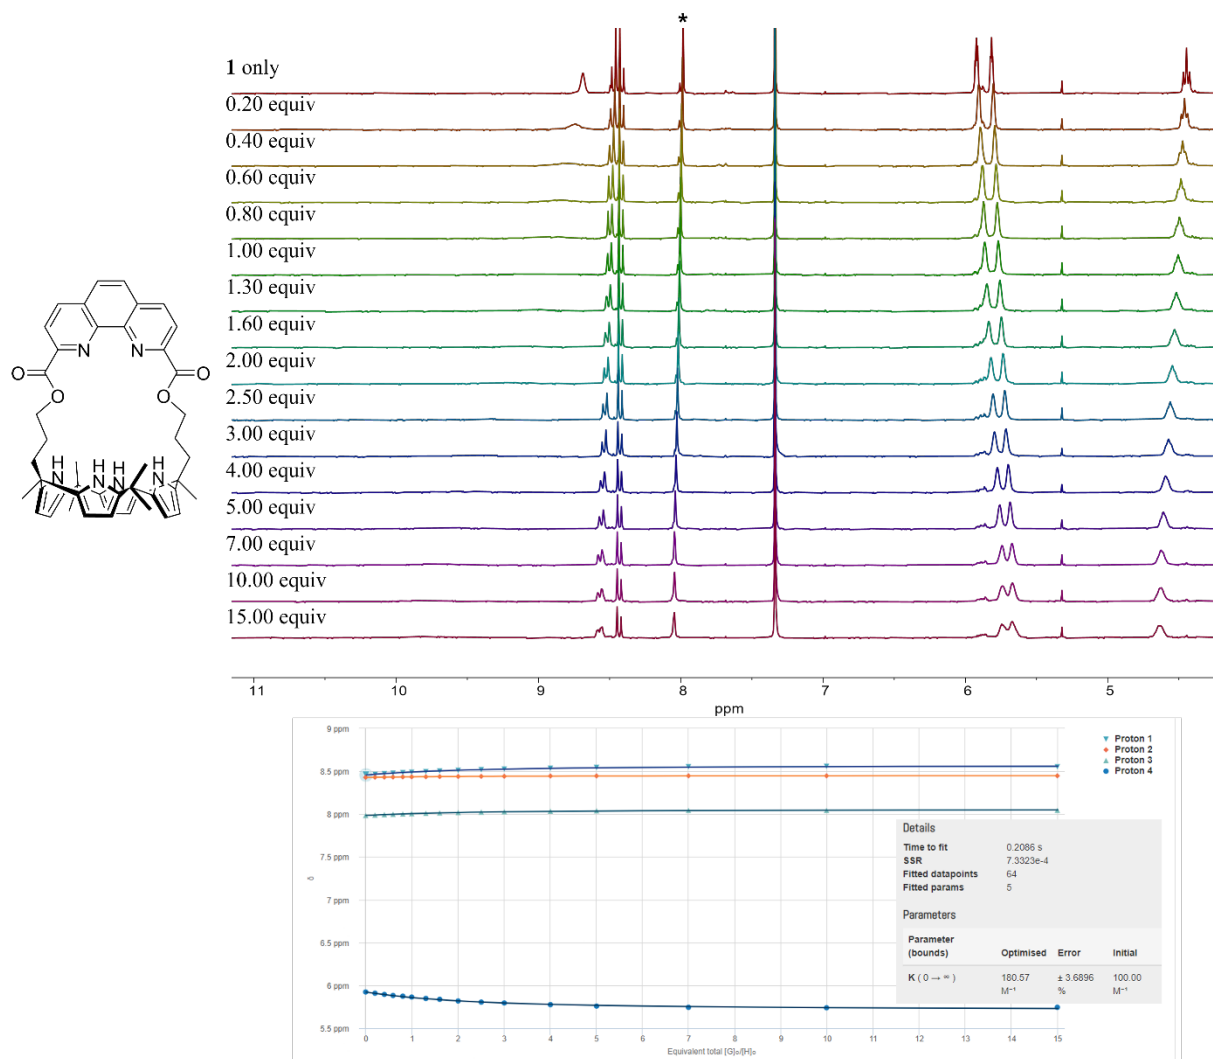 *
1 only
0.20 equiv
0.40 equiv
0.60 cquiv
0.80 cquiv
1.00 equiv
1.30 equiv
1.60 equiv
2.00 equiv
2.50 equiv
3.00 equiv
4.00 equiv
5.00 equiv
7.00 equiv
10.00 equiv
15.00 equiv
N N
O O
O O
H N H N H N H N
11 10 9 8 7 6 5
ppm
9 ppm
8.5 ppm
8 ppm
7.5 ppm
7 ppm
6.5 ppm
6 ppm
5.5 ppm
δ
0 1 2 3 4 5 6 7 8 9 10 11 12 13 14 15
Equivalent total [G]₀/[H]₀
Proton 1
Proton 2
Proton 3
Proton 4
Details
Time to fit 0.2086 s
SSR 7.3323e-4
Fitted datapoints 64
Fitted params 5
Parameters
Parameter (bounds) Optimised Error Initial
K ( 0 → ∞ ) 180.57 M⁻¹ ± 3.6896 % 100.00 M⁻¹